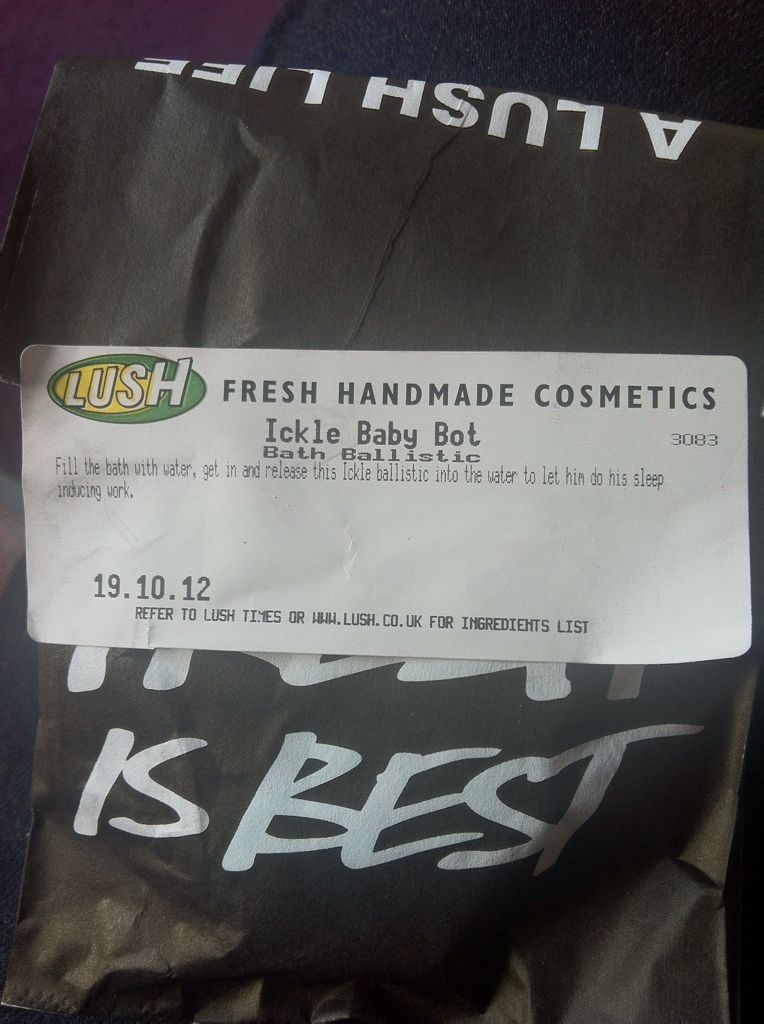 A LUSH LIFE
LUSH FRESH HANDMADE COSMETICS
Ickle Baby Bot 3083
Bath Ballistic
Fill the bath with water, get in and release this Ickle ballistic into the water to let him do his sleep
inducing work.
19.10.12
REFER TO LUSH TIMES OR WWW.LUSH.CO.UK FOR INGREDIENTS LIST
IS BEST